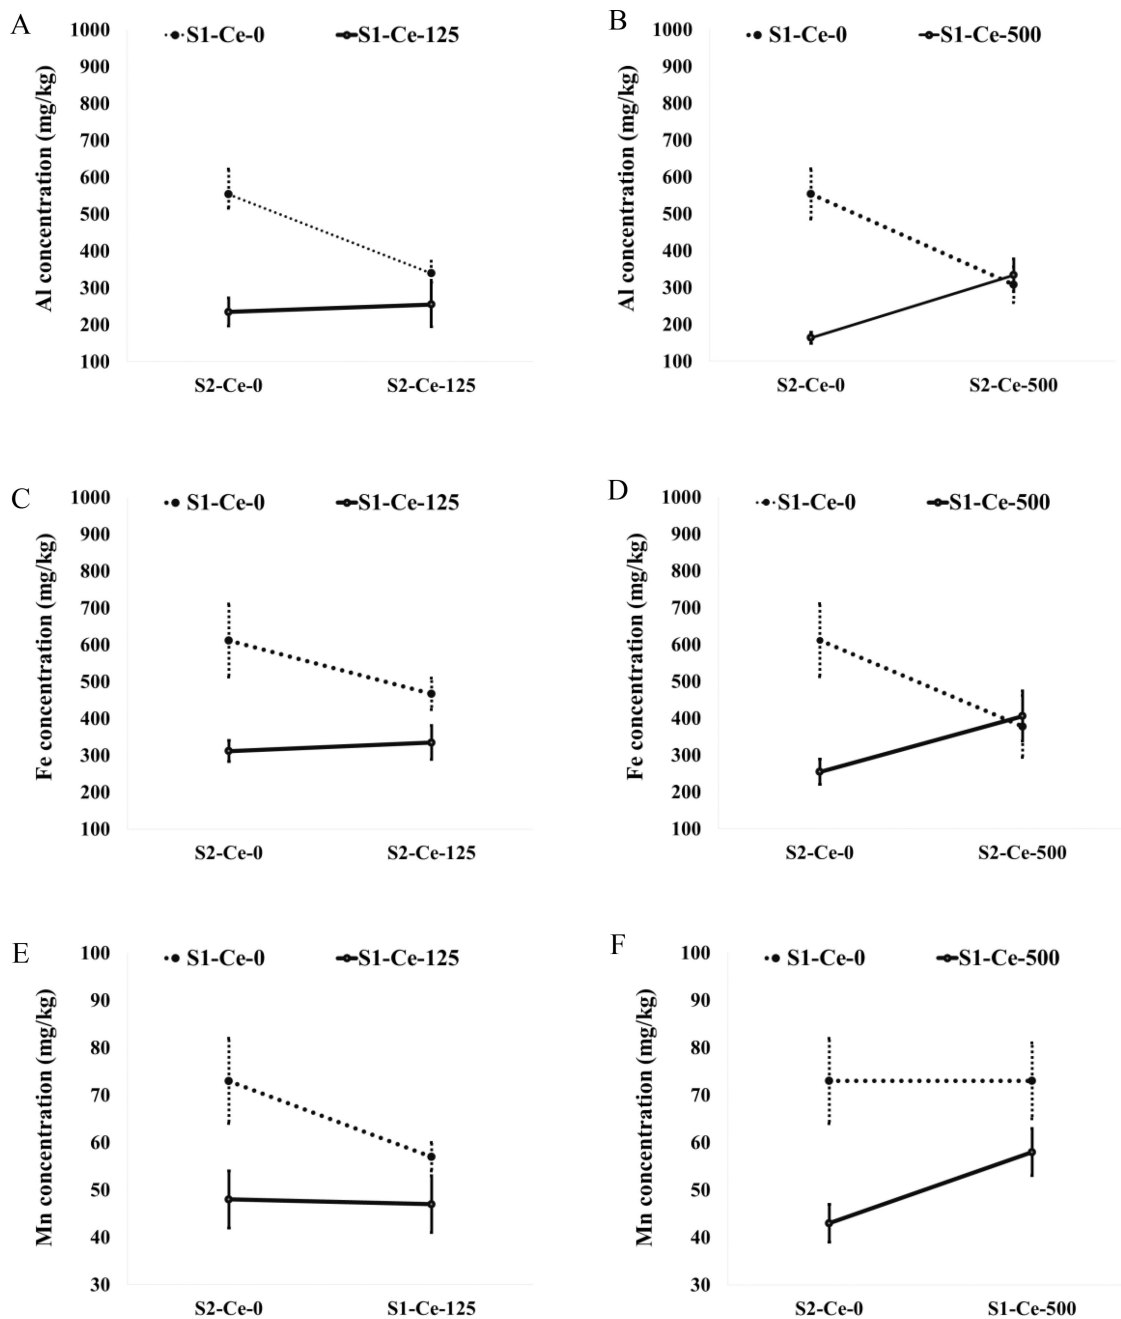 A
Al concentration (mg/kg)
1000
900
800
700
600
500
400
300
200
100
S1-Ce-0
S1-Ce-125
S2-Ce-0
S2-Ce-125
B
Al concentration (mg/kg)
1000
900
800
700
600
500
400
300
200
100
S1-Ce-0
S1-Ce-500
S2-Ce-0
S2-Ce-500
C
Fe concentration (mg/kg)
1000
900
800
700
600
500
400
300
200
100
S1-Ce-0
S1-Ce-125
S2-Ce-0
S2-Ce-125
D
Fe concentration (mg/kg)
1000
900
800
700
600
500
400
300
200
100
S1-Ce-0
S1-Ce-500
S2-Ce-0
S2-Ce-500
E
Mn concentration (mg/kg)
100
90
80
70
60
50
40
30
S1-Ce-0
S1-Ce-125
S2-Ce-0
S1-Ce-125
F
Mn concentration (mg/kg)
100
90
80
70
60
50
40
30
S1-Ce-0
S1-Ce-500
S2-Ce-0
S1-Ce-500